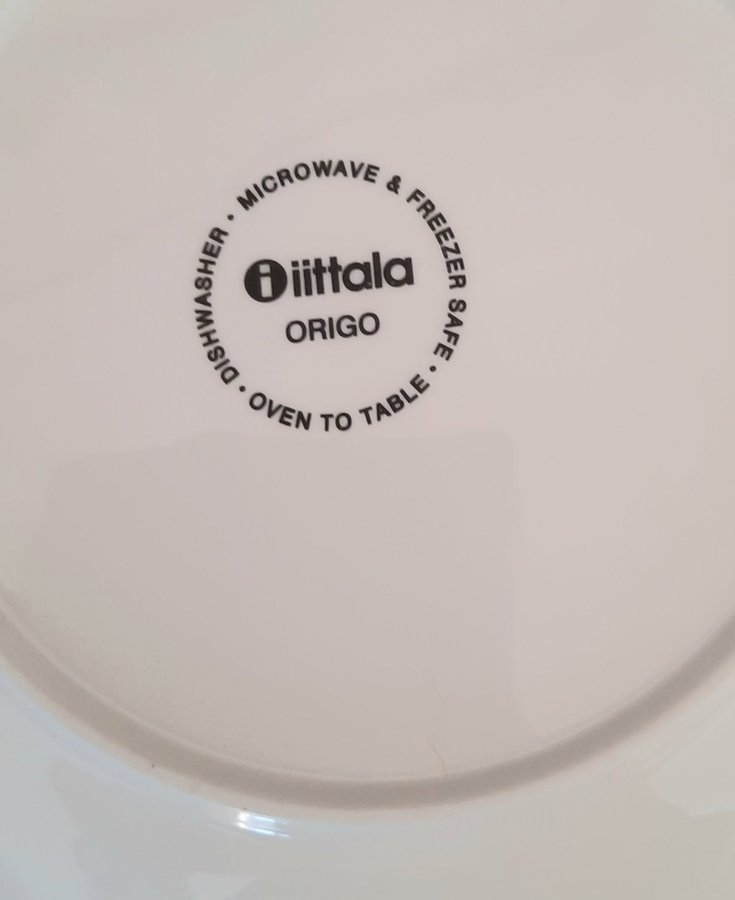 DISHWASHER • MICROWAVE & FREEZER SAFE • OVEN TO TABLE •
i iittala
ORIGO